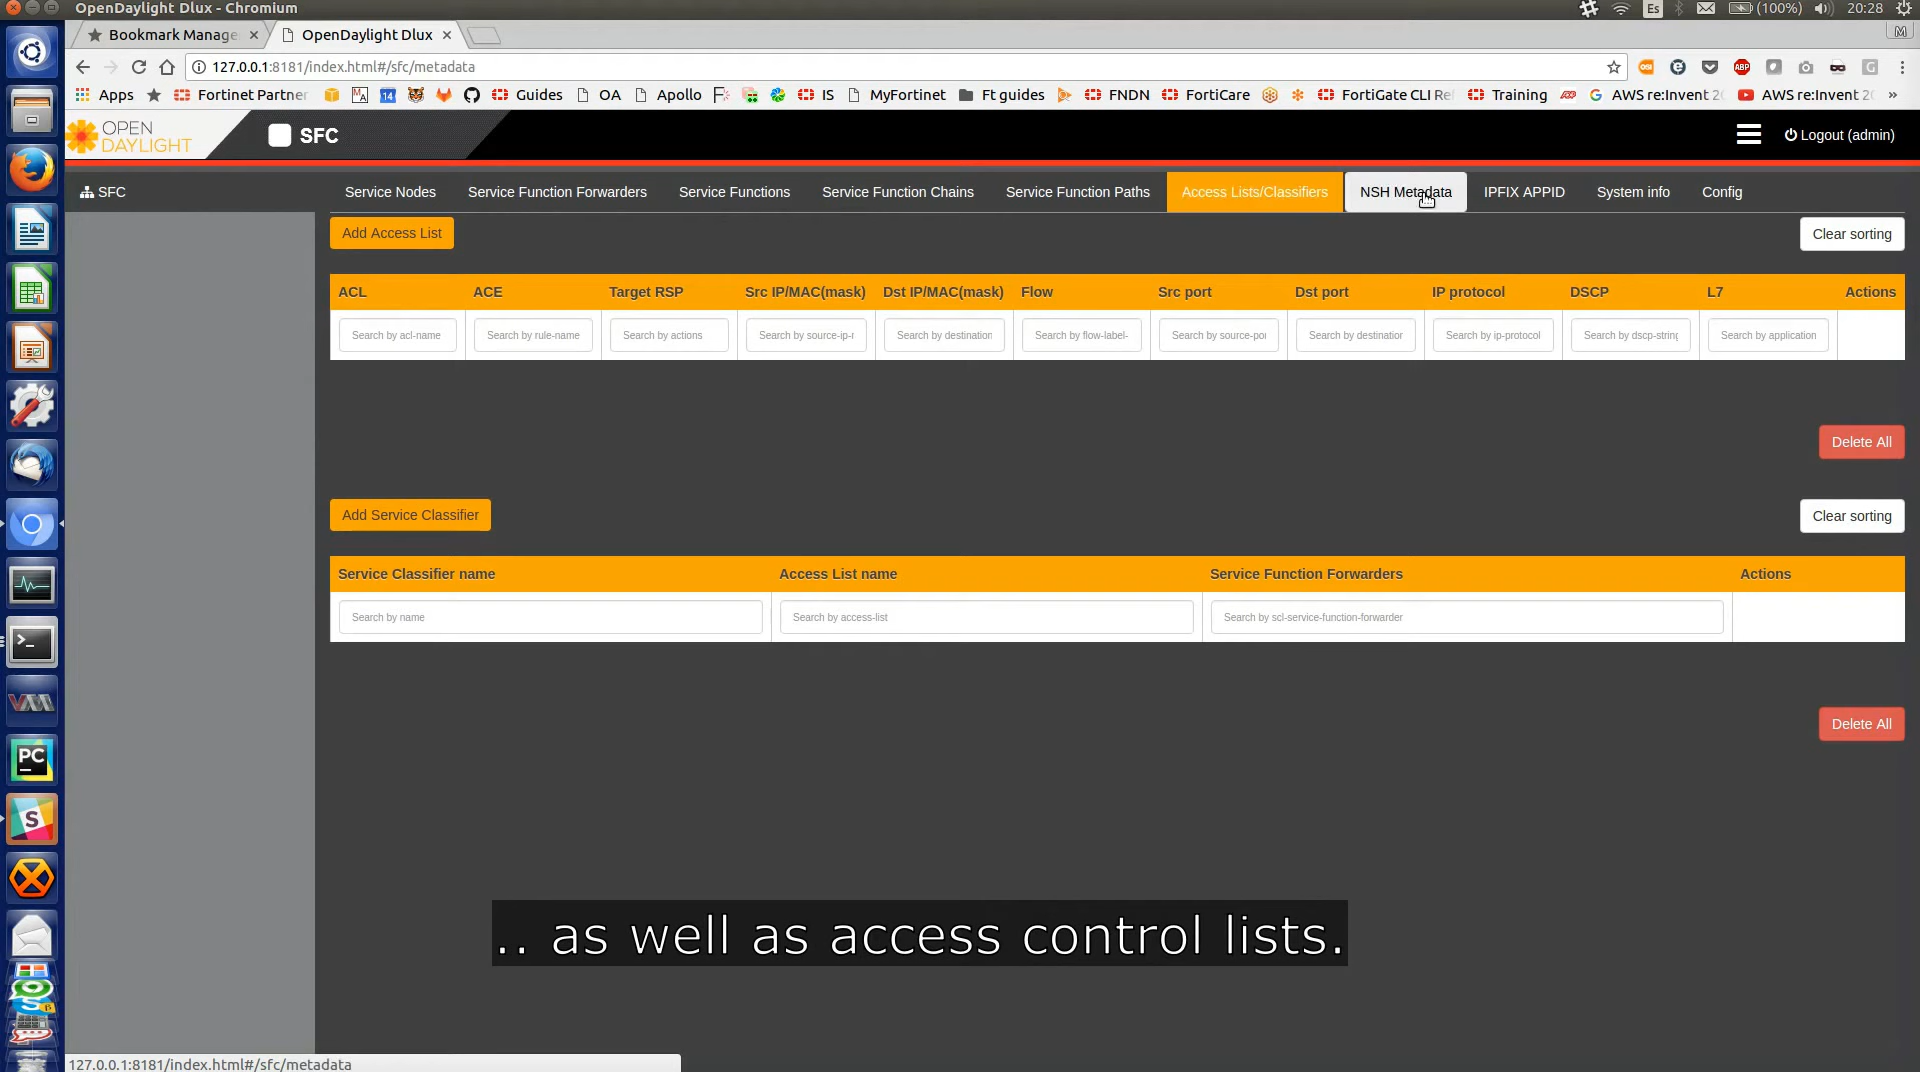 OpenDaylight Dlux - Chromium
Es
(100%)
20:28
Bookmark Manage
OpenDaylight Dlux
M
127.0.0.1:8181/index.html#/sfc/metadata
ABP
G
Apps
Fortinet Partner
M A
14
Guides
OA
Apollo
IS
MyFortinet
Ft guides
FNDN
FortiCare
FortiGate CLI Re
Training
AWS re:Invent 2
AWS re:Invent 2
»
OPEN
DAYLIGHT
SFC
Logout (admin)
SFC
Service Nodes
Service Function Forwarders
Service Functions
Service Function Chains
Service Function Paths
Access Lists/Classifiers
NSH Metadata
IPFIX APPID
System info
Config
Add Access List
Clear sorting
ACL
ACE
Target RSP
Src IP/MAC(mask)
Dst IP/MAC(mask)
Flow
Src port
Dst port
IP protocol
DSCP
L7
Actions
Search by acl-name
Search by rule-name
Search by actions
Search by source-ip-r
Search by destination
Search by flow-label-
Search by source-po
Search by destination
Search by ip-protocol
Search by dscp-string
Search by application
Delete All
Add Service Classifier
Clear sorting
Service Classifier name
Access List name
Service Function Forwarders
Actions
Search by name
Search by access-list
Search by scl-service-function-forwarder
Delete All
PC
S
.. as well as access control lists.
127.0.0.1:8181/index.html#/sfc/metadata